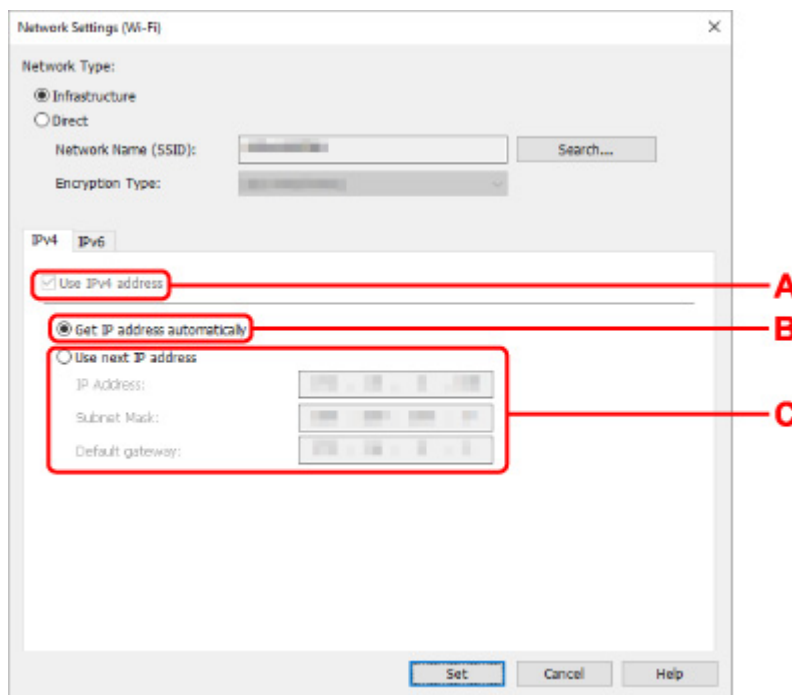 Network Settings (Wi-Fi)
Network Type:
Infrastructure
Direct
Network Name (SSID):
Search...
Encryption Type:
IPv4 IPv6
Use IPv4 address
A
Get IP address automatically
B
Use next IP address
IP Address:
Subnet Mask:
C
Default gateway:
Set Cancel Help